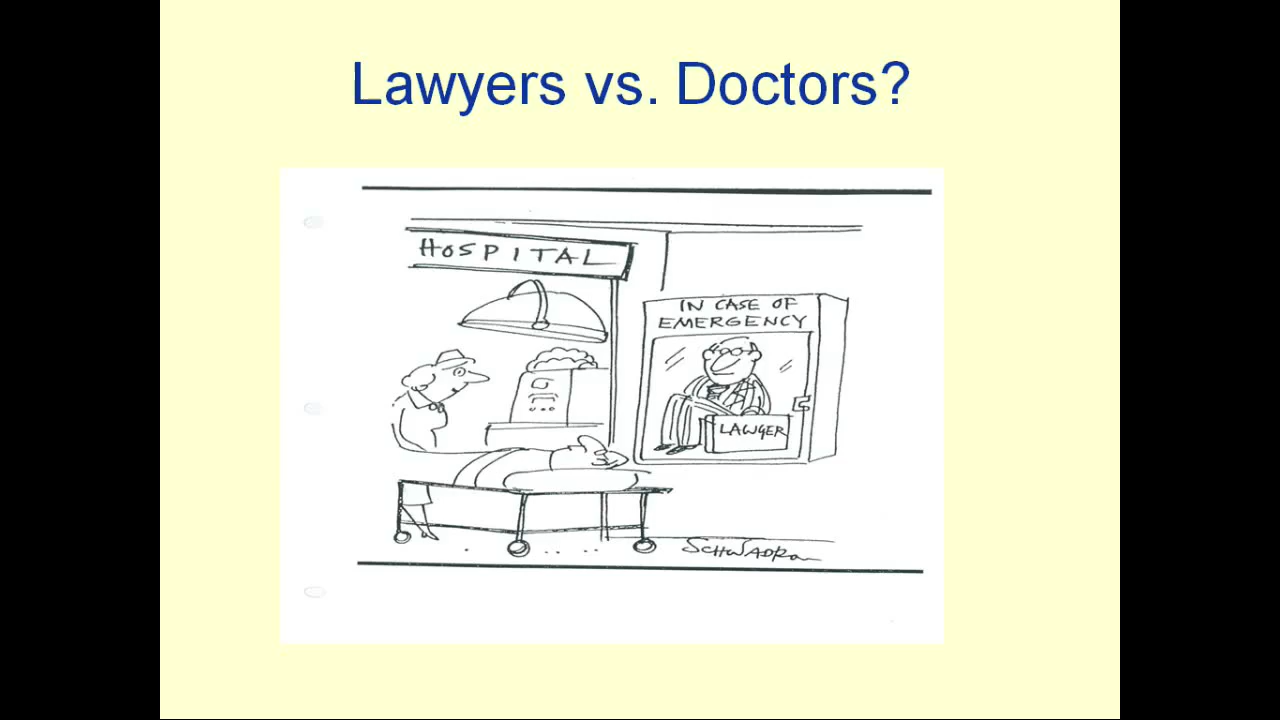 Lawyers vs. Doctors?
HOSPITAL
IN CASE OF
EMERGENCY
LAWYER
SCHWADRON